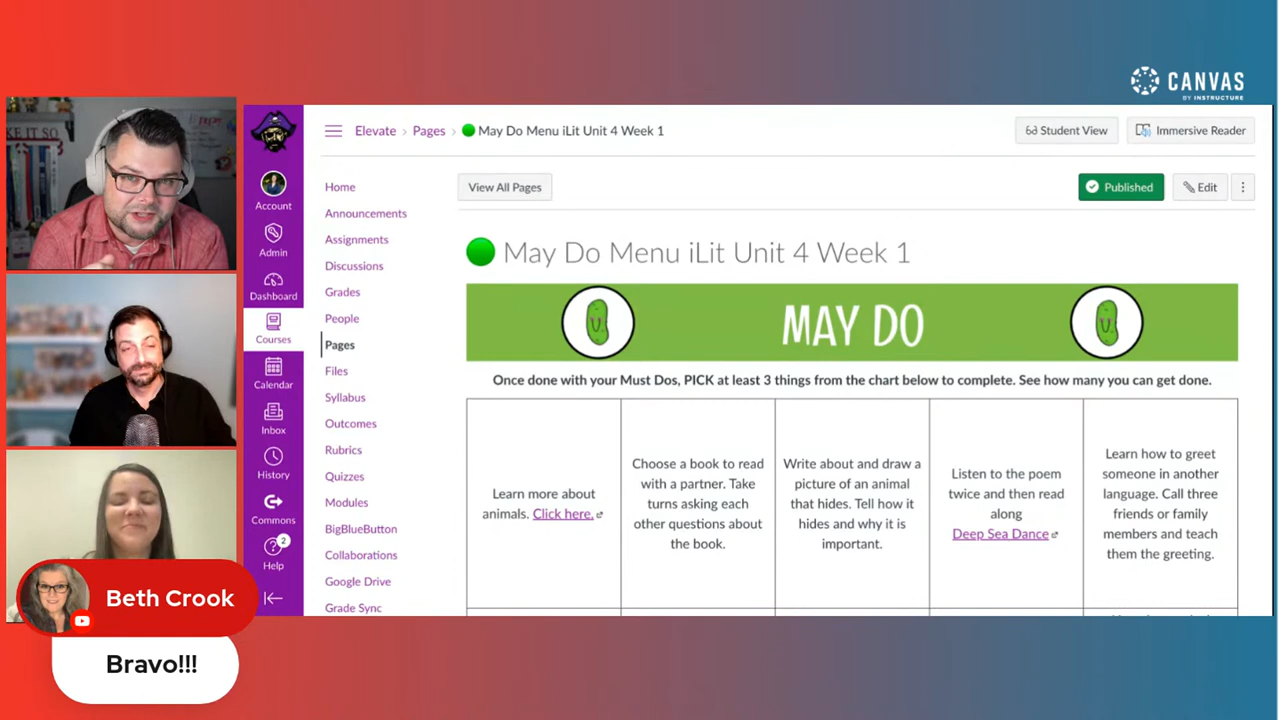 CANVAS
BY INSTRUCTURE
KE IT SO
Elevate > Pages > May Do Menu iLit Unit 4 Week 1
Student View
Immersive Reader
Account
Admin
Dashboard
Courses
Calendar
Inbox
History
Commons
2
Help
Home
Announcements
Assignments
Discussions
Grades
People
Pages
Files
Syllabus
Outcomes
Rubrics
Quizzes
Modules
BigBlueButton
Collaborations
Google Drive
Grade Sync
View All Pages
Published
Edit
May Do Menu iLit Unit 4 Week 1
MAY DO
Once done with your Must Dos, PICK at least 3 things from the chart below to complete. See how many you can get done.
Learn more about
animals. Click here.
Choose a book to read
with a partner. Take
turns asking each
other questions about
the book.
Write about and draw a
picture of an animal
that hides. Tell how it
hides and why it is
important.
Listen to the poem
twice and then read
along
Deep Sea Dance
Learn how to greet
someone in another
language. Call three
friends or family
members and teach
them the greeting.
Beth Crook
Bravo!!!